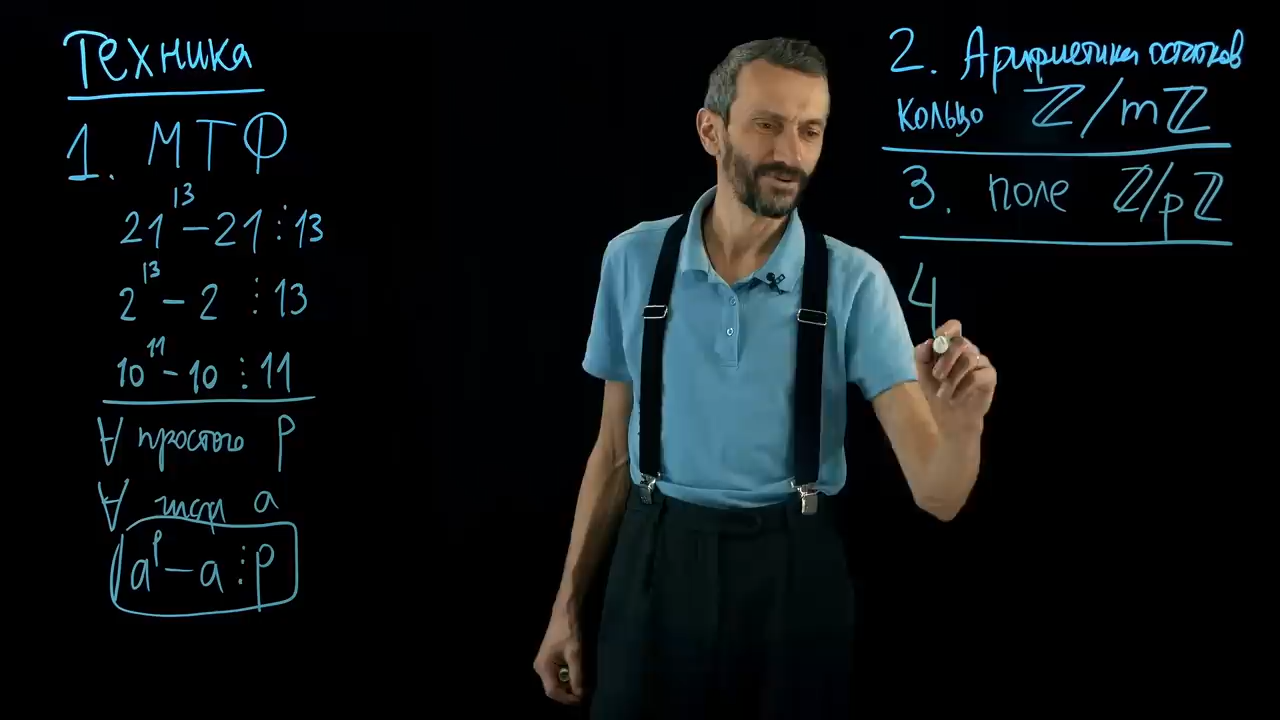 Техника
1. МТФ
21¹³ – 21 ⋮ 13
2¹³ – 2 ⋮ 13
10¹¹ – 10 ⋮ 11
∀ простого p
∀ числа a
aᵖ – a ⋮ p
2. Арифметика остатков
кольцо ℤ/mℤ
3. поле ℤ/pℤ
4